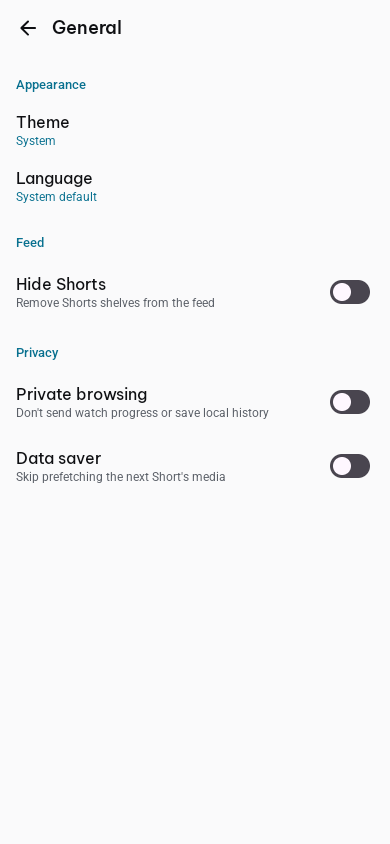 General
Appearance
Theme
System
Language
System default
Feed
Hide Shorts
Remove Shorts shelves from the feed
Privacy
Private browsing
Don't send watch progress or save local history
Data saver
Skip prefetching the next Short's media